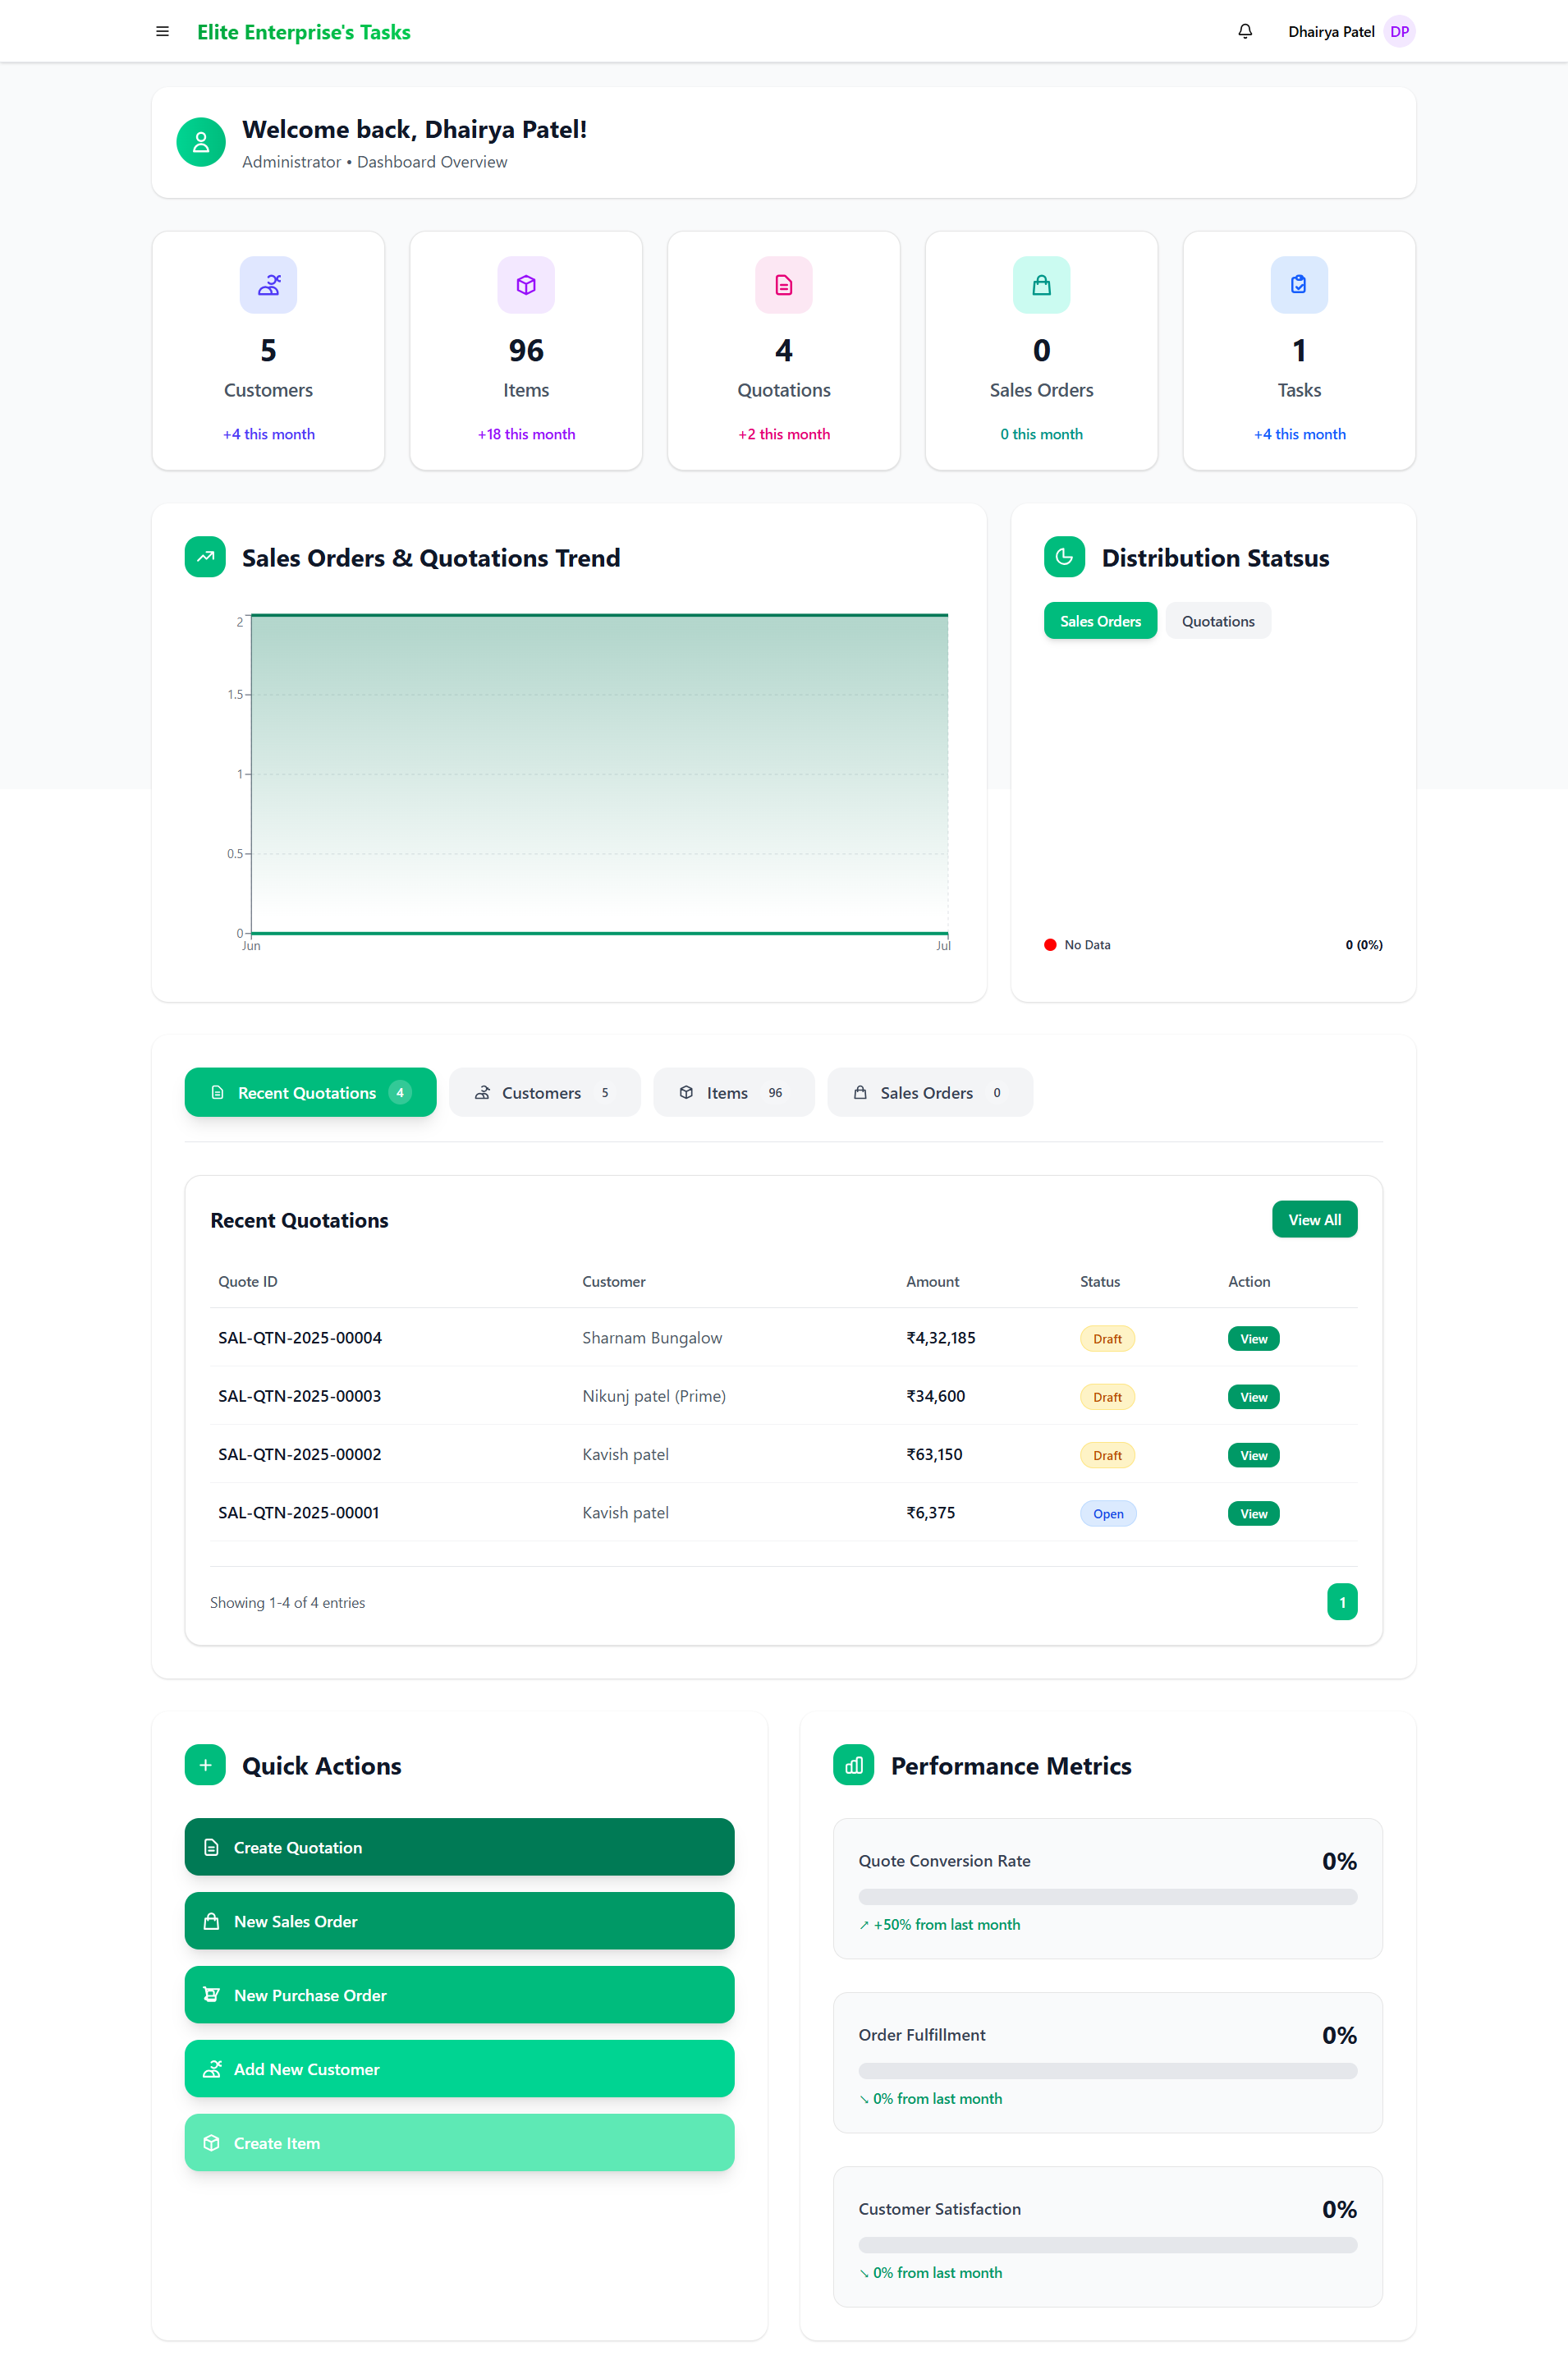 Elite Enterprise's Tasks
Dhairya Patel DP
Welcome back, Dhairya Patel!
Administrator • Dashboard Overview
5
Customers
+4 this month
96
Items
+18 this month
4
Quotations
+2 this month
0
Sales Orders
0 this month
1
Tasks
+4 this month
Sales Orders & Quotations Trend
2
1.5
1
0.5
0
Jun Jul
Distribution Statsus
Sales Orders Quotations
No Data 0 (0%)
Recent Quotations 4 Customers 5 Items 96 Sales Orders 0
Recent Quotations View All
Quote ID Customer Amount Status Action
SAL-QTN-2025-00004 Sharnam Bungalow ₹4,32,185 Draft View
SAL-QTN-2025-00003 Nikunj patel (Prime) ₹34,600 Draft View
SAL-QTN-2025-00002 Kavish patel ₹63,150 Draft View
SAL-QTN-2025-00001 Kavish patel ₹6,375 Open View
Showing 1-4 of 4 entries 1
Quick Actions
Create Quotation
New Sales Order
New Purchase Order
Add New Customer
Create Item
Performance Metrics
Quote Conversion Rate 0%
↗ +50% from last month
Order Fulfillment 0%
↘ 0% from last month
Customer Satisfaction 0%
↘ 0% from last month